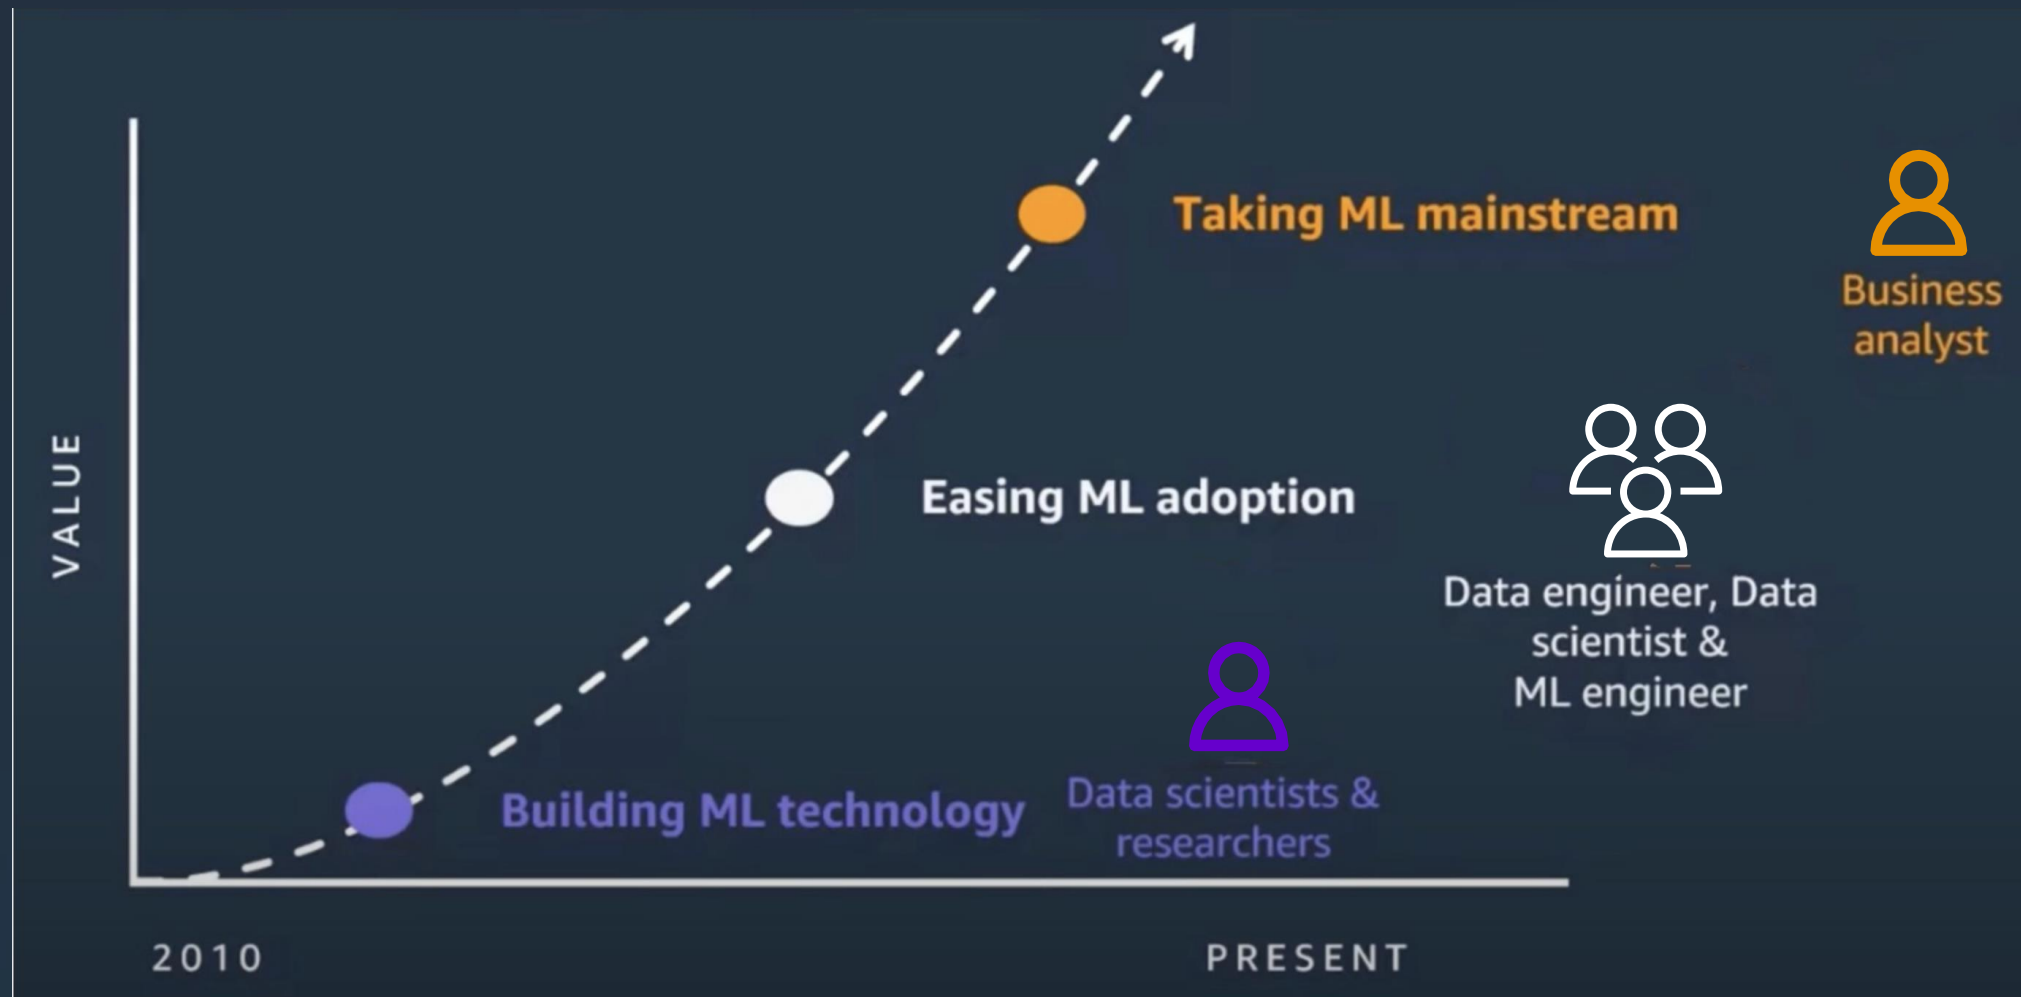 Taking ML mainstream
Business
analyst
VALUE
Easing ML adoption
Data engineer, Data
scientist &
ML engineer
Building ML technology
Data scientists &
researchers
2010
PRESENT